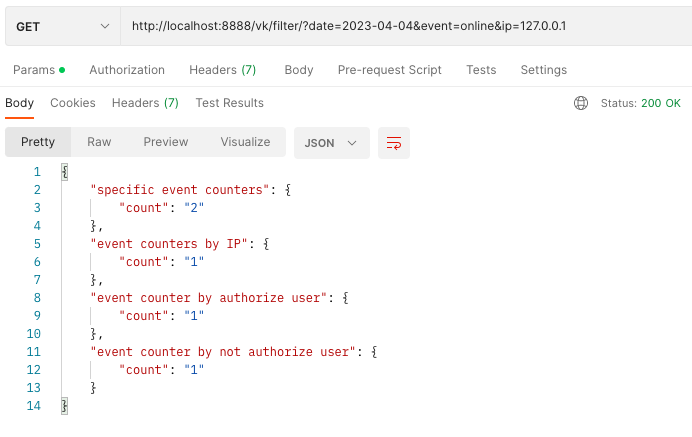 GET http://localhost:8888/vk/filter/?date=2023-04-04&event=online&ip=127.0.0.1
Params Authorization Headers (7) Body Pre-request Script Tests Settings
Body Cookies Headers (7) Test Results Status: 200 OK
Pretty Raw Preview Visualize JSON
1 {
2 "specific event counters": {
3 "count": "2"
4 },
5 "event counters by IP": {
6 "count": "1"
7 },
8 "event counter by authorize user": {
9 "count": "1"
10 },
11 "event counter by not authorize user": {
12 "count": "1"
13 }
14 }